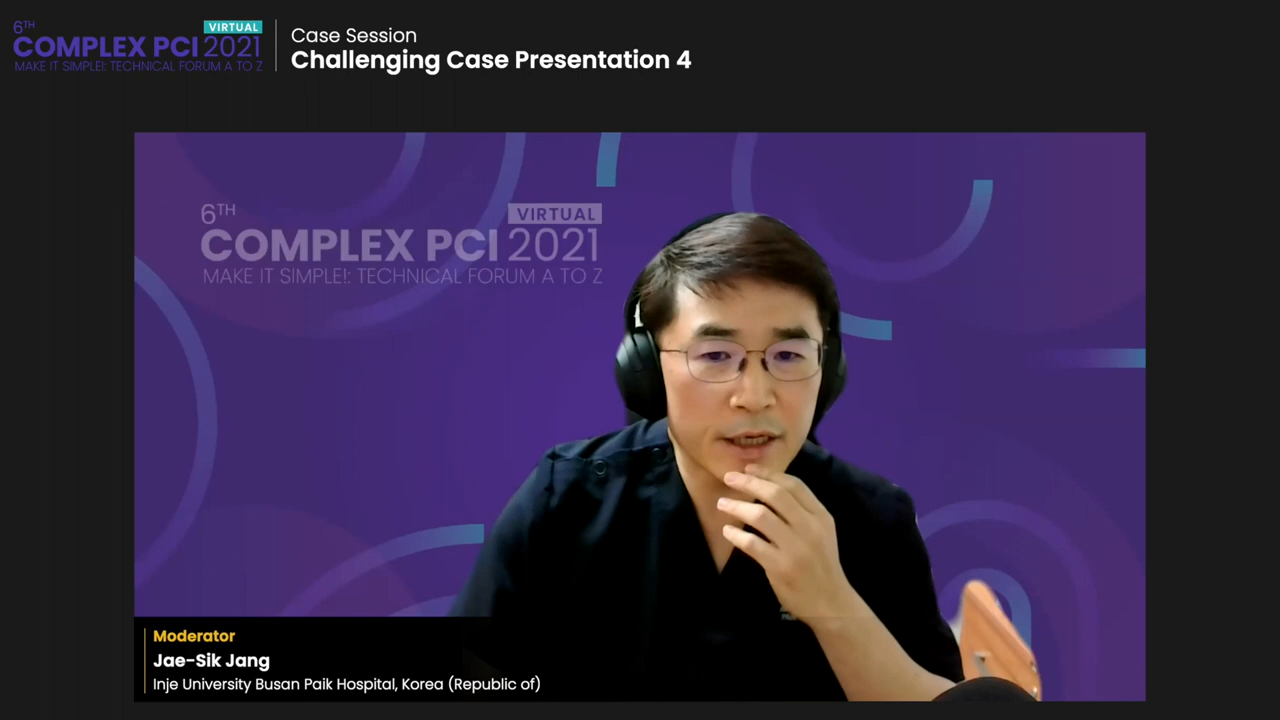 6TH
VIRTUAL
COMPLEX PCI 2021
MAKE IT SIMPLE!: TECHNICAL FORUM A TO Z
Case Session
Challenging Case Presentation 4
6TH
VIRTUAL
COMPLEX PCI 2021
MAKE IT SIMPLE!: TECHNICAL FORUM A TO Z
Moderator
Jae-Sik Jang
Inje University Busan Paik Hospital, Korea (Republic of)